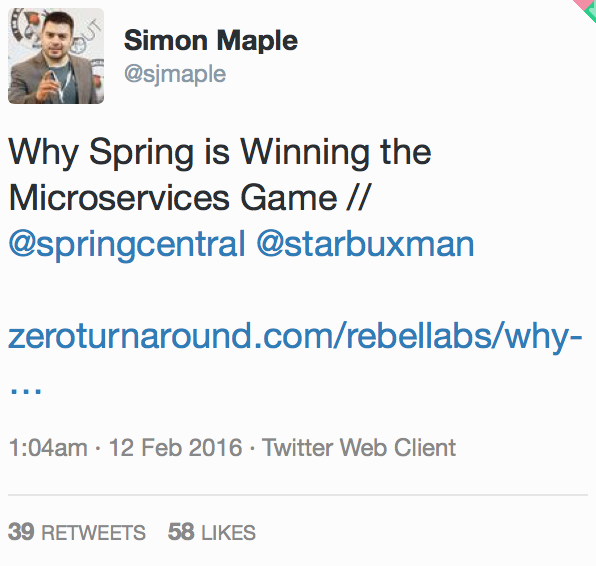 Simon Maple
@sjmaple
Why Spring is Winning the
Microservices Game //
@springcentral @starbuxman
zeroturnaround.com/rebellabs/why-
…
1:04am · 12 Feb 2016 · Twitter Web Client
39 RETWEETS 58 LIKES